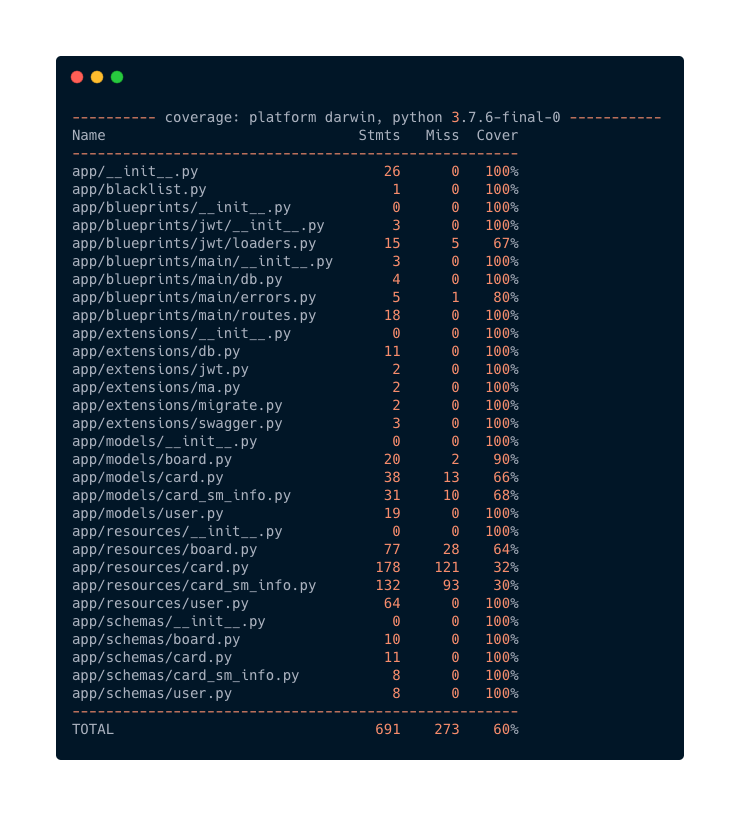 ---------- coverage: platform darwin, python 3.7.6-final-0 -----------
Name                              Stmts   Miss  Cover
-----------------------------------------------------
app/__init__.py                      26      0   100%
app/blacklist.py                      1      0   100%
app/blueprints/__init__.py            0      0   100%
app/blueprints/jwt/__init__.py        3      0   100%
app/blueprints/jwt/loaders.py        15      5    67%
app/blueprints/main/__init__.py       3      0   100%
app/blueprints/main/db.py             4      0   100%
app/blueprints/main/errors.py         5      1    80%
app/blueprints/main/routes.py        18      0   100%
app/extensions/__init__.py            0      0   100%
app/extensions/db.py                 11      0   100%
app/extensions/jwt.py                 2      0   100%
app/extensions/ma.py                  2      0   100%
app/extensions/migrate.py             2      0   100%
app/extensions/swagger.py             3      0   100%
app/models/__init__.py                0      0   100%
app/models/board.py                  20      2    90%
app/models/card.py                   38     13    66%
app/models/card_sm_info.py           31     10    68%
app/models/user.py                   19      0   100%
app/resources/__init__.py             0      0   100%
app/resources/board.py               77     28    64%
app/resources/card.py               178    121    32%
app/resources/card_sm_info.py       132     93    30%
app/resources/user.py                64      0   100%
app/schemas/__init__.py               0      0   100%
app/schemas/board.py                 10      0   100%
app/schemas/card.py                  11      0   100%
app/schemas/card_sm_info.py           8      0   100%
app/schemas/user.py                   8      0   100%
-----------------------------------------------------
TOTAL                               691    273    60%